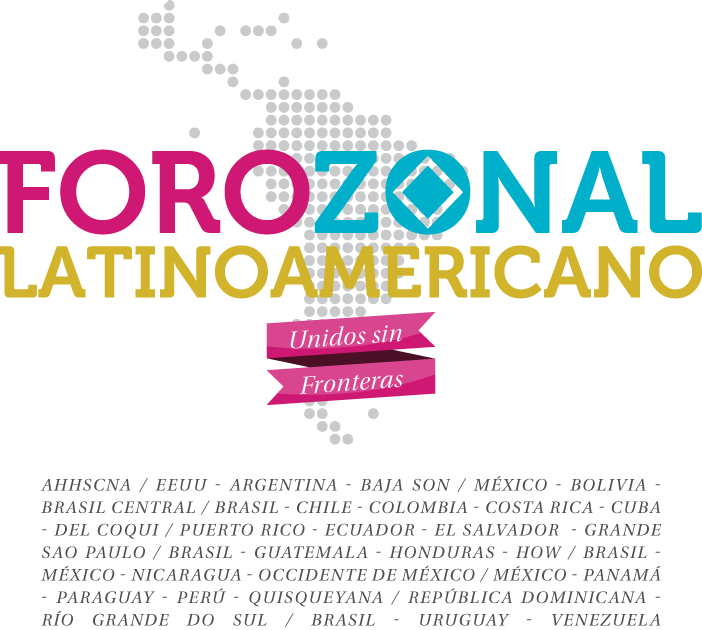 FOROZONAL
LATINOAMERICANO
Unidos sin
Fronteras
AHHSCNA / EEUU - ARGENTINA - BAJA SON / MÉXICO - BOLIVIA -
BRASIL CENTRAL / BRASIL - CHILE - COLOMBIA - COSTA RICA - CUBA
- DEL COQUI / PUERTO RICO - ECUADOR - EL SALVADOR - GRANDE
SAO PAULO / BRASIL - GUATEMALA - HONDURAS - HOW / BRASIL -
MÉXICO - NICARAGUA - OCCIDENTE DE MÉXICO / MÉXICO - PANAMÁ
- PARAGUAY - PERÚ - QUISQUEYANA / REPÚBLICA DOMINICANA -
RÍO GRANDE DO SUL / BRASIL - URUGUAY - VENEZUELA